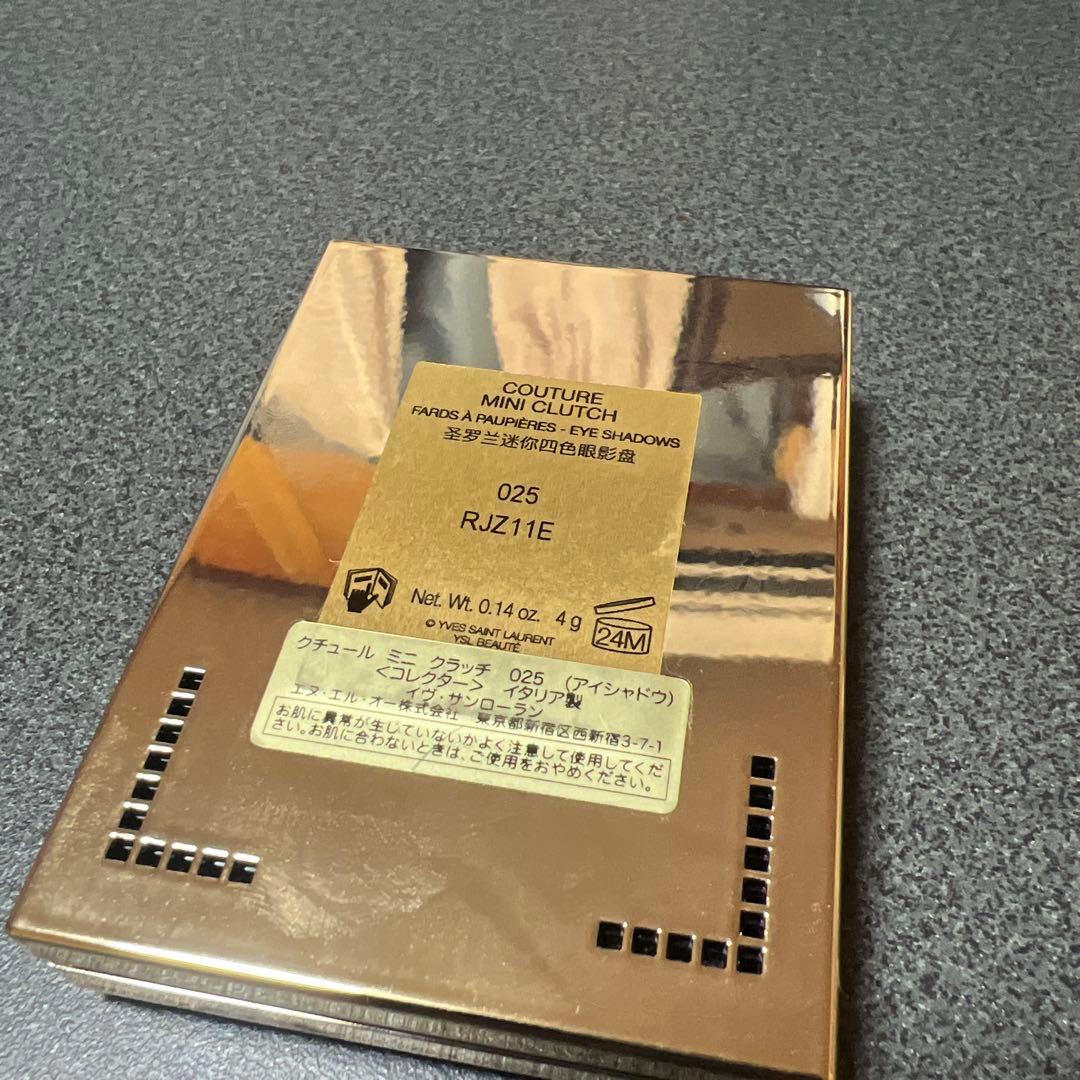 COUTURE
MINI CLUTCH
FARDS À PAUPIÈRES - EYE SHADOWS
圣罗兰迷你四色眼影盘
025
RJZ11E
Net. Wt. 0.14 oz. 4 g
24M
© YVES SAINT LAURENT
YSL BEAUTÉ
クチュール ミニ クラッチ 025 (アイシャドウ)
<コレクター> イタリア製
イヴ・サンローラン
エヌ・エル・オー株式会社 東京都新宿区西新宿3-7-1
お肌に異常が生じていないかよく注意して使用してくだ
さい。お肌に合わないときは、ご使用をおやめください。